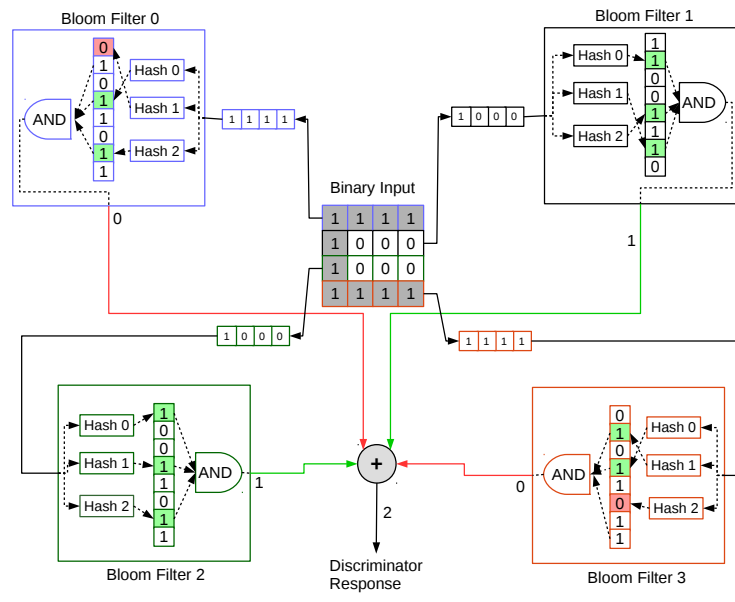 Bloom Filter 0
0
1
0
1
1
0
1
1
Hash 0
Hash 1
Hash 2
AND
1 1 1 1
0
Bloom Filter 1
Hash 0
Hash 1
Hash 2
1
1
0
0
1
1
1
0
AND
1 0 0 0
1
Binary Input
1 1 1 1
1 0 0 0
1 0 0 0
1 1 1 1
1 0 0 0
1 1 1 1
Hash 0
Hash 1
Hash 2
1
0
0
1
1
0
1
1
AND
1
Bloom Filter 2
+
2
Discriminator
Response
0
AND
0
1
0
1
1
0
1
1
Hash 0
Hash 1
Hash 2
Bloom Filter 3